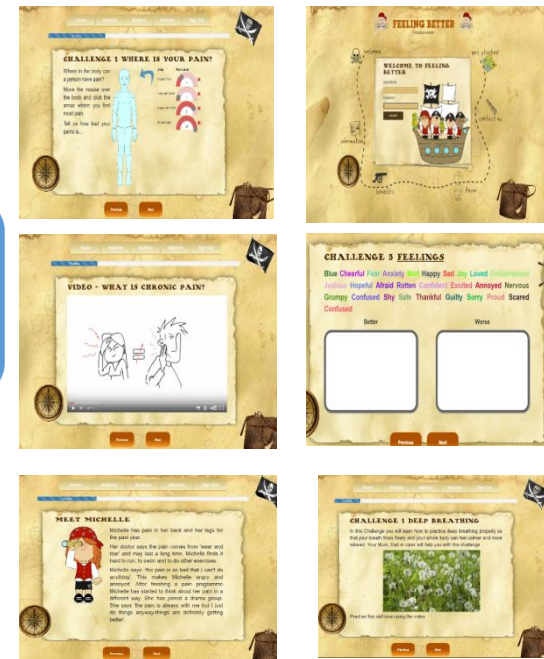 CHALLENGE 1 WHERE IS YOUR PAIN?
Where in the body can
a person have pain?
Move the mouse over
the body and click the
areas where you feel
most pain.
Tell us how bad your
pains is...
Previous Next
FEELING BETTER
welcome
get started
contact us
WELCOME TO FEELING
BETTER
VIDEO - WHAT IS CHRONIC PAIN?
Previous Next
CHALLENGE 3 FEELINGS
Blue Cheerful Fear Anxiety Mad Happy Sad Joy Loved Embarrassed
Jealous Hopeful Afraid Rotten Confident Excited Annoyed Nervous
Grumpy Confused Shy Safe Thankful Guilty Sorry Proud Scared
Confused
Better Worse
Previous Next
MEET MICHELLE
Michelle has pain in her back and her legs for
the past year.
Her doctor says the pain comes from 'wear and
tear' and may last a long time. Michelle finds it
hard to run, to swim and to do other exercises.
Michelle says: 'the pain is so bad that I can't do
anything'. This makes Michelle angry and
annoyed. After finishing a pain programme
Michelle has started to think about her pain in a
different way. She has joined a drama group.
She says 'the pain is always with me but I just
do things anyway-things are definitely getting
better'.
Previous Next
CHALLENGE 1 DEEP BREATHING
In this Challenge you will learn how to practise deep breathing properly so
that your breath flows freely and your whole body can feel calmer and more
relaxed. Your Mum, Dad or carer will help you with this challenge.
Practise this skill now using the video
Previous Next